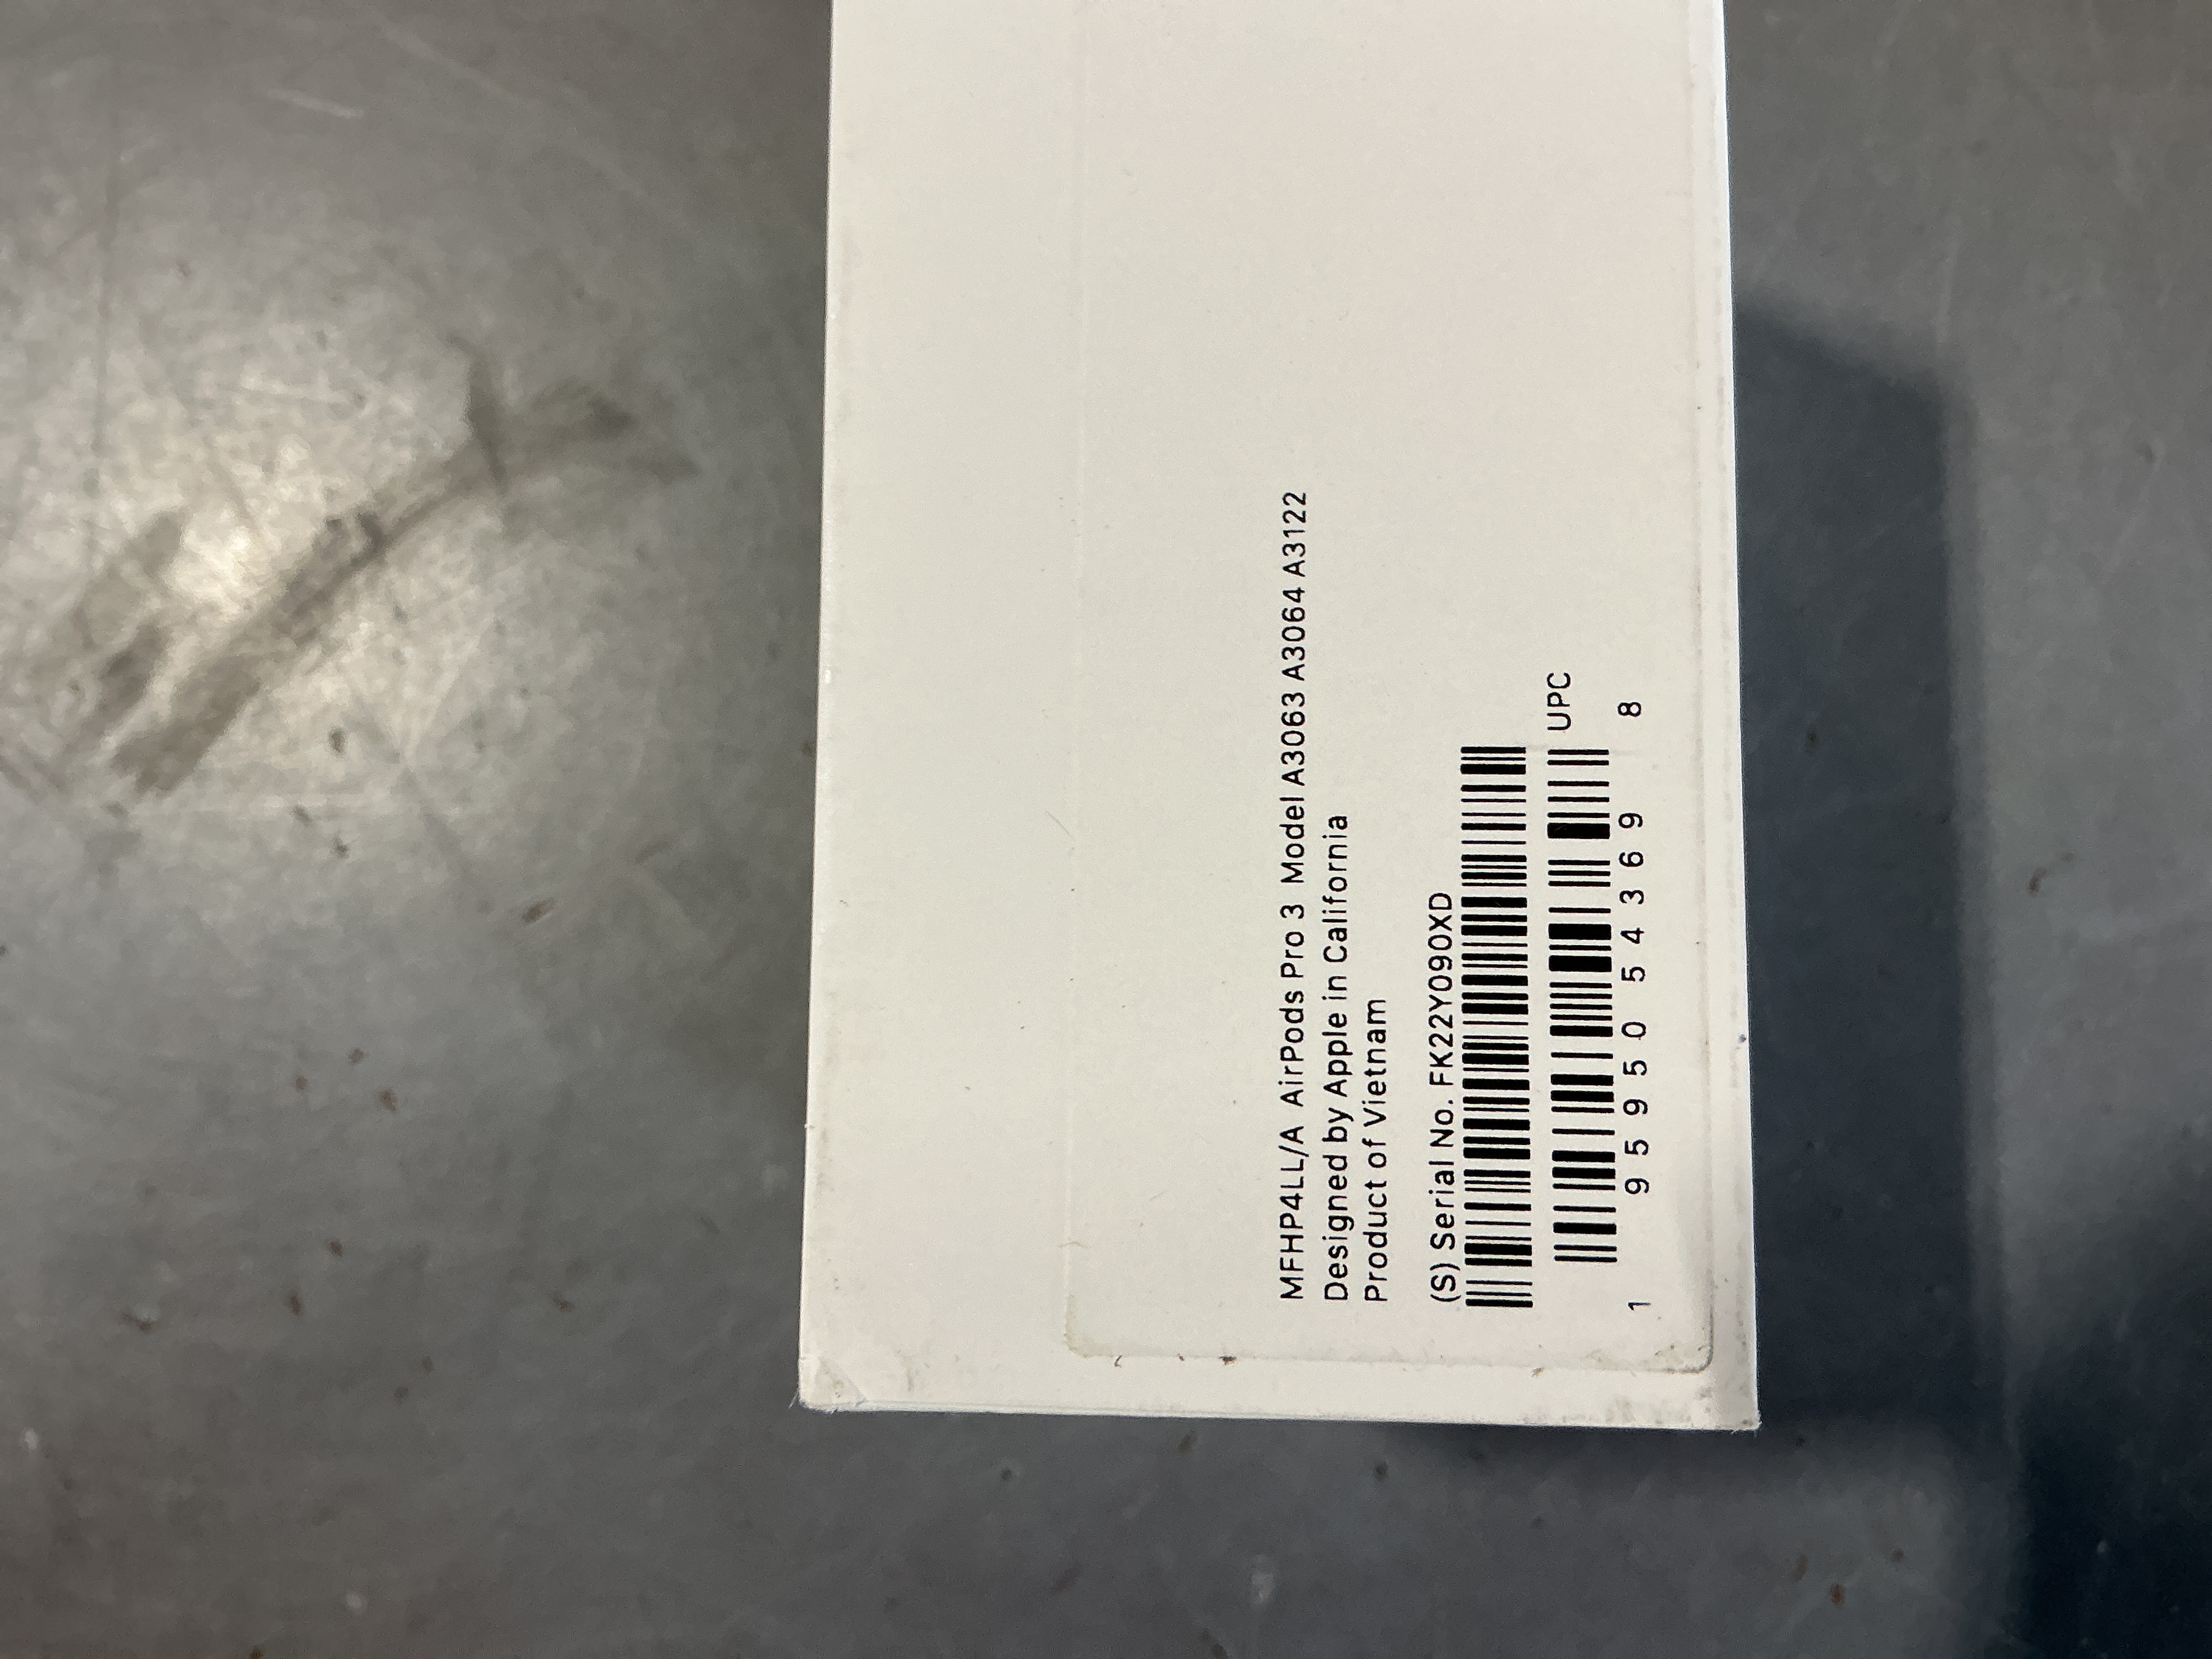 MFHP4LL/A AirPods Pro 3 Model A3063 A3064 A3122
Designed by Apple in California
Product of Vietnam
(S) Serial No. FK22Y090XD
UPC
1 95950 54369 8